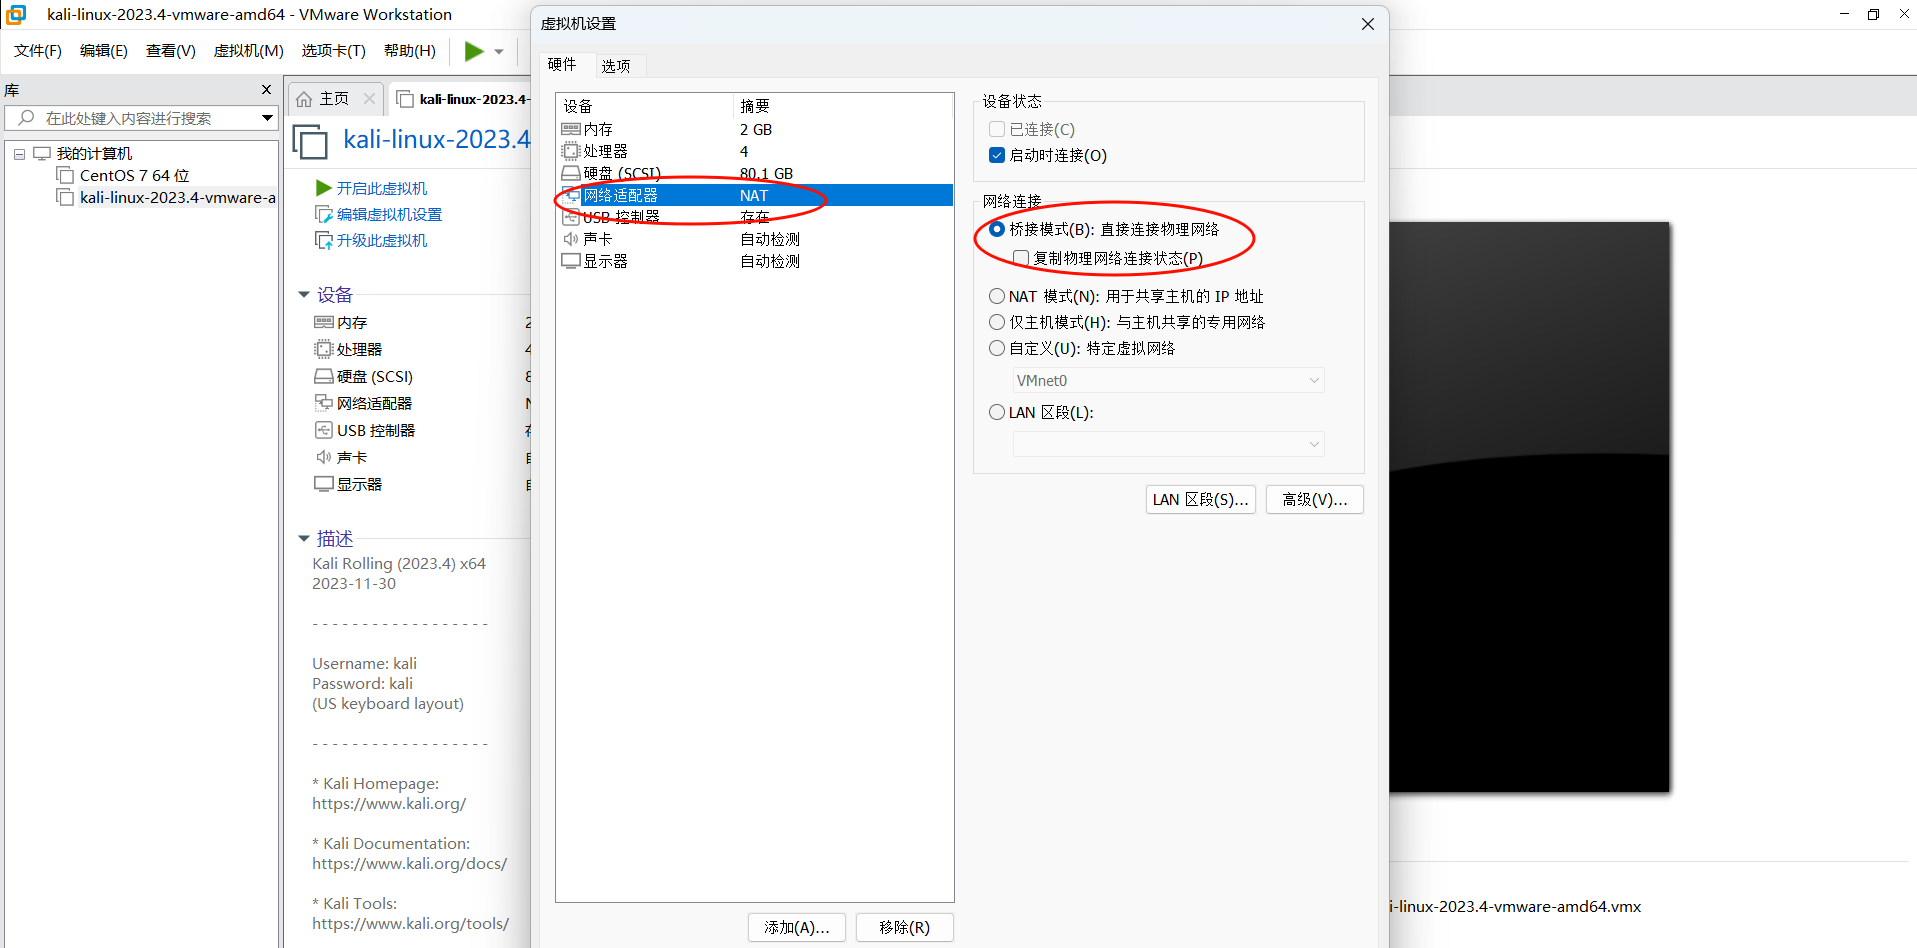 kali-linux-2023.4-vmware-amd64 - VMware Workstation
文件(F) 编辑(E) 查看(V) 虚拟机(M) 选项卡(T) 帮助(H)
库
在此处键入内容进行搜索
我的计算机
CentOS 7 64 位
kali-linux-2023.4-vmware-a
主页
kali-linux-2023.4-
kali-linux-2023.4
开启此虚拟机
编辑虚拟机设置
升级此虚拟机
设备
内存 2
处理器 4
硬盘 (SCSI) 8
网络适配器 N
USB 控制器
声卡
显示器
描述
Kali Rolling (2023.4) x64
2023-11-30
- - - - - - - - - - - - - - - - - -
Username: kali
Password: kali
(US keyboard layout)
- - - - - - - - - - - - - - - - - -
* Kali Homepage:
https://www.kali.org/
* Kali Documentation:
https://www.kali.org/docs/
* Kali Tools:
https://www.kali.org/tools/
虚拟机设置
硬件 选项
设备 摘要
内存 2 GB
处理器 4
硬盘 (SCSI) 80.1 GB
网络适配器 NAT
USB 控制器 存在
声卡 自动检测
显示器 自动检测
添加(A)... 移除(R)
设备状态
已连接(C)
启动时连接(O)
网络连接
桥接模式(B): 直接连接物理网络
复制物理网络连接状态(P)
NAT 模式(N): 用于共享主机的 IP 地址
仅主机模式(H): 与主机共享的专用网络
自定义(U): 特定虚拟网络
VMnet0
LAN 区段(L):
LAN 区段(S)... 高级(V)...
i-linux-2023.4-vmware-amd64.vmx